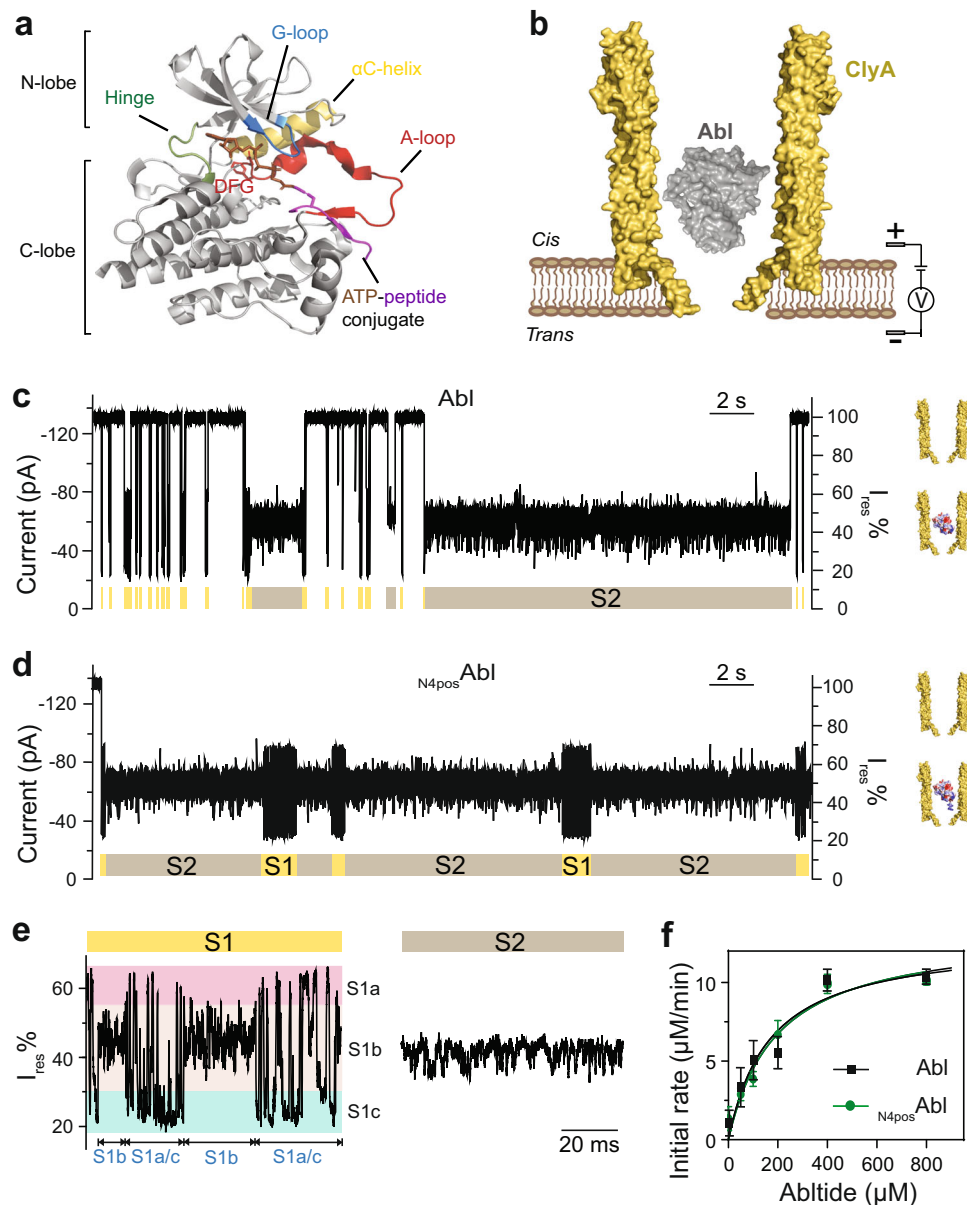 a
N-lobe
C-lobe
G-loop
αC-helix
Hinge
A-loop
DFG
ATP-peptide
conjugate
b
ClyA
Abl
Cis
Trans
+
V
-
c
Abl
2 s
Current (pA)
-120
-80
-40
0
100
80
60
40
20
0
Ires%
S2
d
N4posAbl
2 s
Current (pA)
-120
-80
-40
0
100
80
60
40
20
0
Ires%
S2
S1
S2
S1
S2
e
S1
S2
Ires%
60
40
20
S1a
S1b
S1c
S1b
S1a/c
S1b
S1a/c
20 ms
f
Initial rate (µM/min)
10
5
0
0
200
400
600
800
Abltide (µM)
Abl
N4posAbl